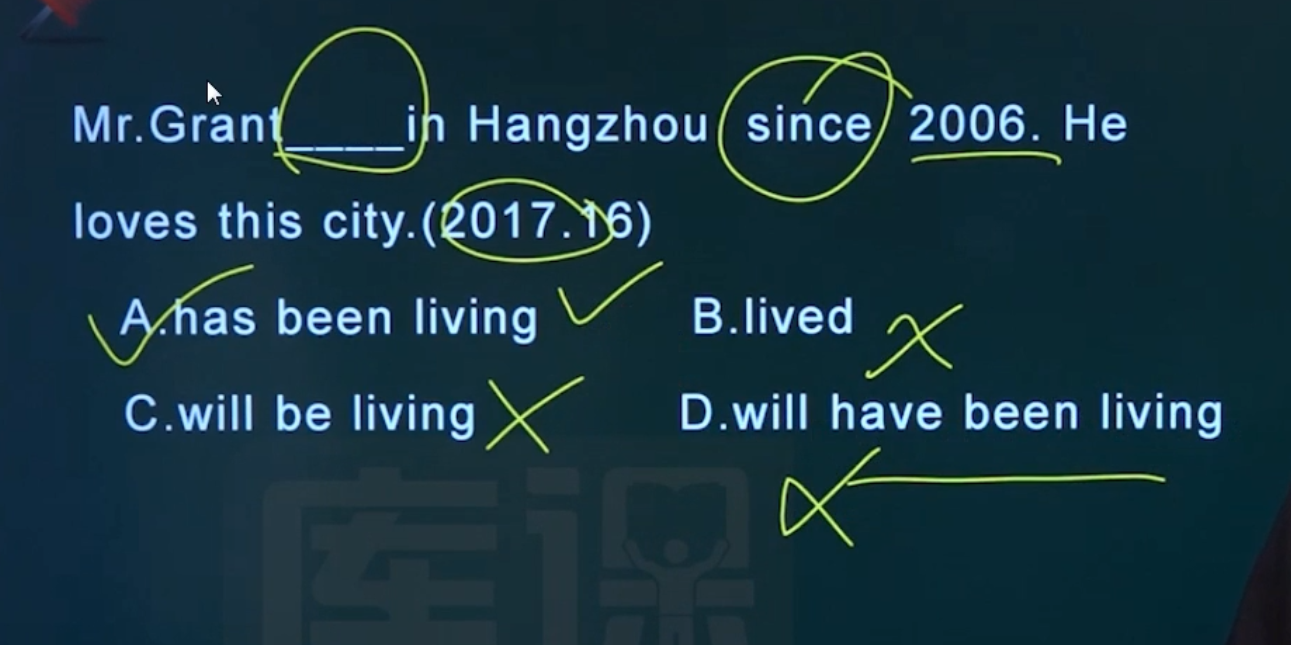 Mr.Grant____in Hangzhou since 2006. He
loves this city.(2017.16)
A.has been living B.lived
C.will be living D.will have been living
库课